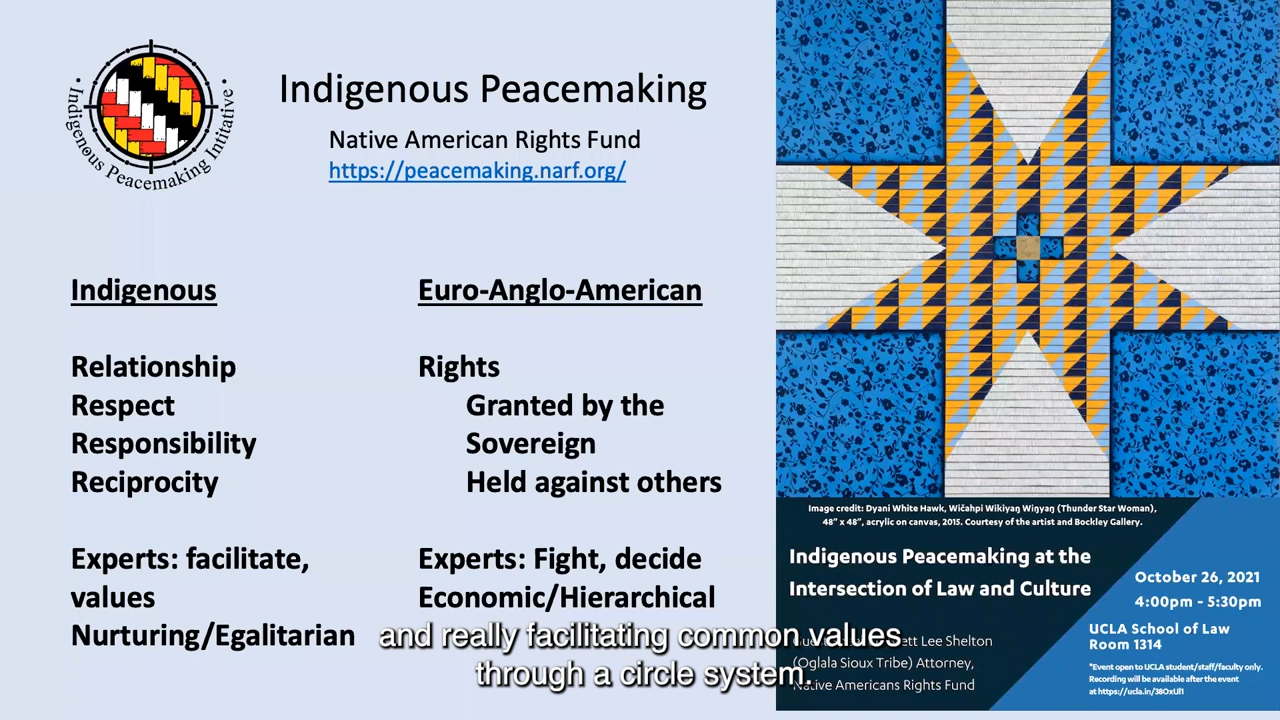 Indigenous Peacemaking Initiative
Indigenous Peacemaking
Native American Rights Fund
https://peacemaking.narf.org/
Indigenous
Relationship
Respect
Responsibility
Reciprocity
Experts: facilitate,
values
Nurturing/Egalitarian
Euro-Anglo-American
Rights
Granted by the
Sovereign
Held against others
Experts: Fight, decide
Economic/Hierarchical
Image credit: Dyani White Hawk, Wičahpi Wikiyaŋ Wiŋyaŋ (Thunder Star Woman),
48" x 48", acrylic on canvas, 2015. Courtesy of the artist and Bockley Gallery.
Indigenous Peacemaking at the
Intersection of Law and Culture
Lee Shelton
(Oglala Sioux Tribe) Attorney,
Native Americans Rights Fund
October 26, 2021
4:00pm - 5:30pm
UCLA School of Law
Room 1314
*Event open to UCLA student/staff/faculty only.
Recording will be available after the event
at https://ucla.in/38OxUl1
and really facilitating common values
through a circle system.